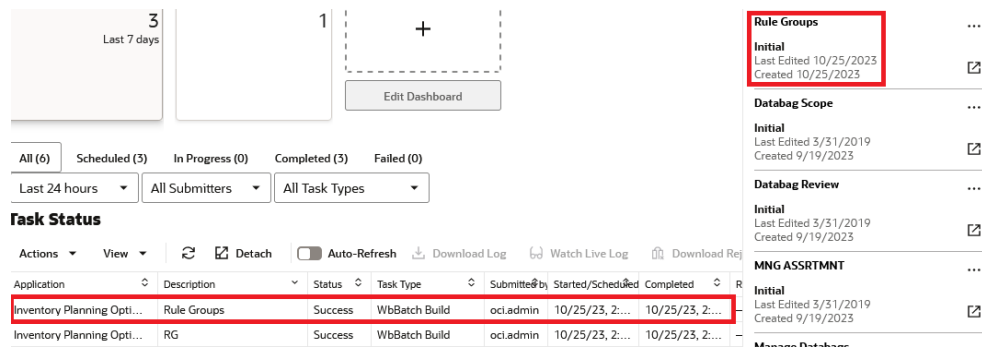 3
Last 7 days
1
+
Edit Dashboard
All (6) Scheduled (3) In Progress (0) Completed (3) Failed (0)
Last 24 hours All Submitters All Task Types
Task Status
Actions View Detach Auto-Refresh Download Log Watch Live Log Download Rej
Application Description Status Task Type Submitted by Started/Scheduled Completed R
Inventory Planning Opti... Rule Groups Success WbBatch Build oci.admin 10/25/23, 2:... 10/25/23, 2:... —
Inventory Planning Opti... RG Success WbBatch Build oci.admin 10/25/23, 2:... 10/25/23, 2:... —
Rule Groups ...
Initial
Last Edited 10/25/2023
Created 10/25/2023
Databag Scope ...
Initial
Last Edited 3/31/2019
Created 9/19/2023
Databag Review ...
Initial
Last Edited 3/31/2019
Created 9/19/2023
MNG ASSRTMNT ...
Initial
Last Edited 3/31/2019
Created 9/19/2023
Manage Databags